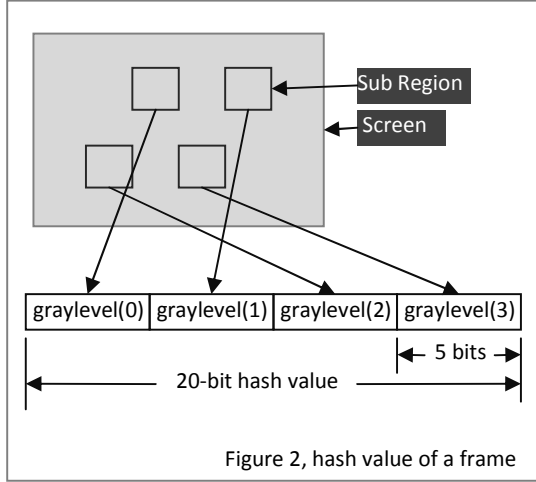 Sub Region
Screen
graylevel(0) graylevel(1) graylevel(2) graylevel(3)
5 bits
20-bit hash value
Figure 2, hash value of a frame